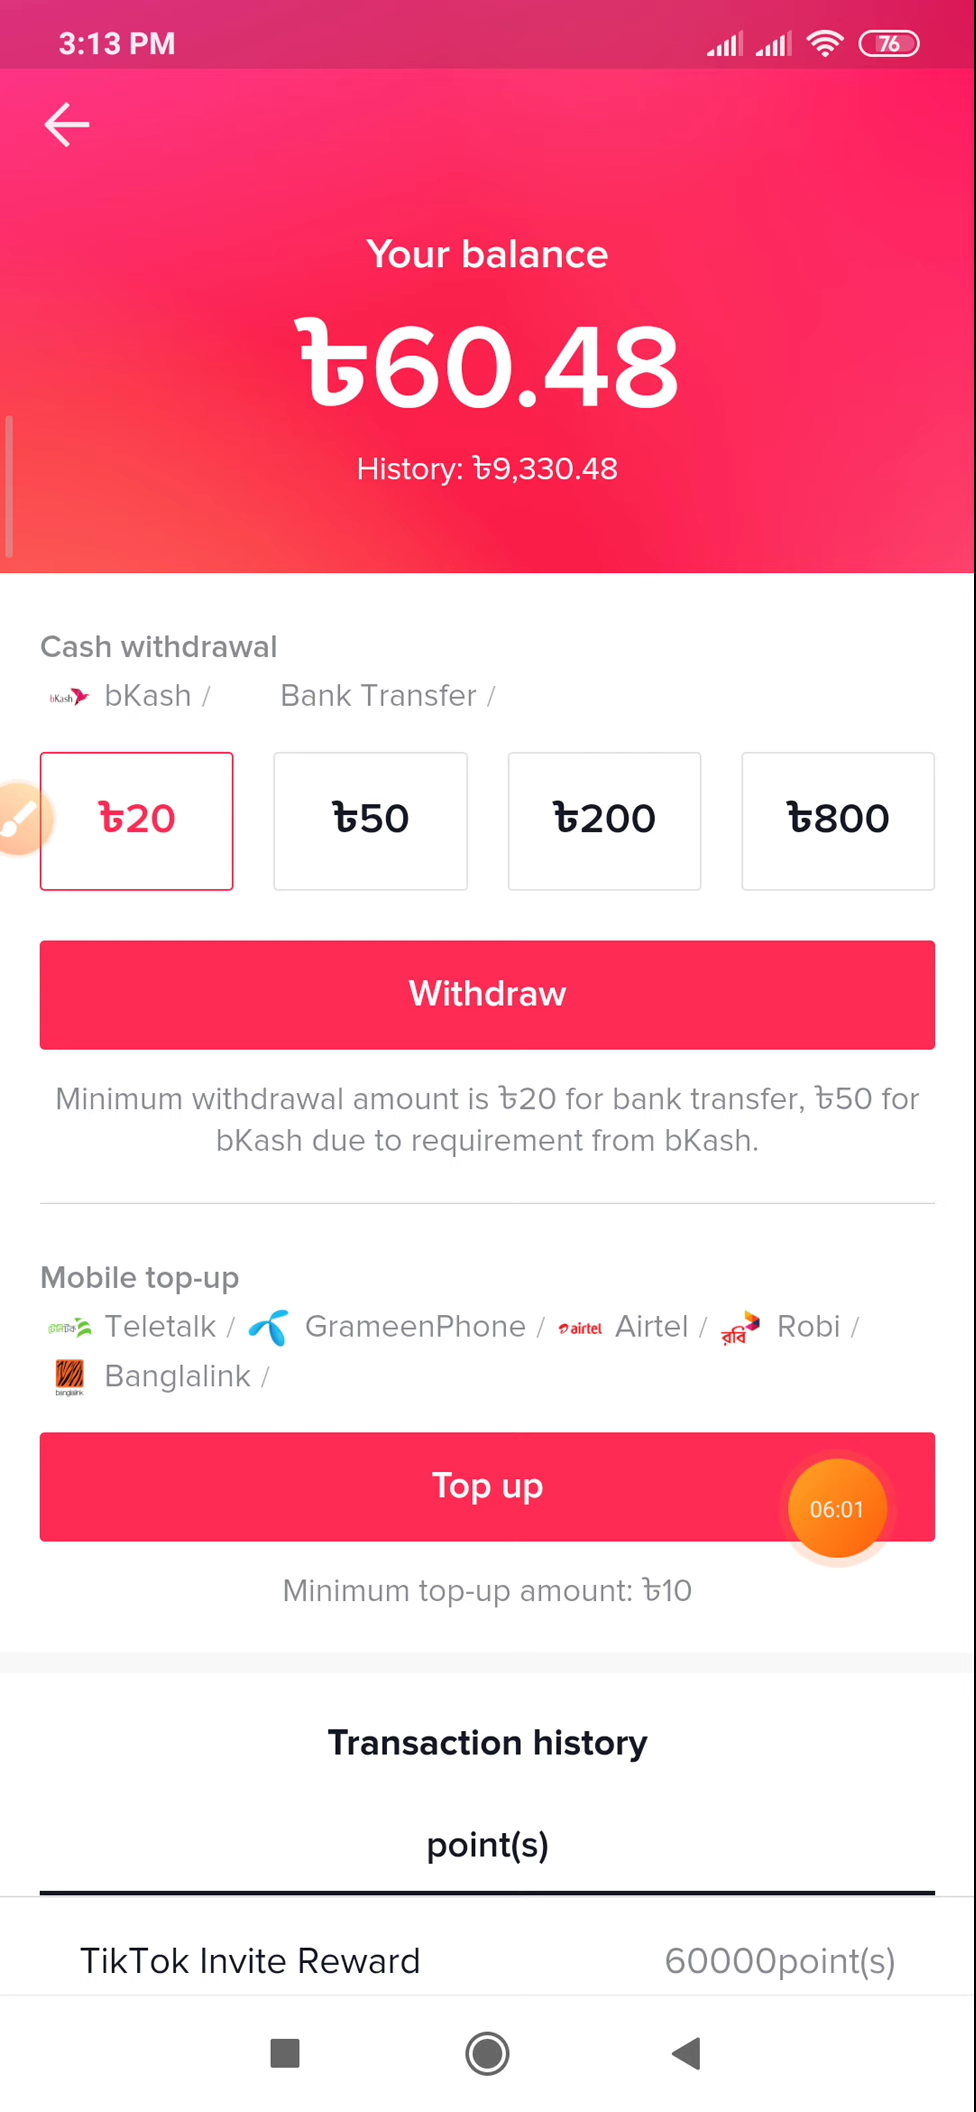 3:13 PM
76
Your balance
৳60.48
History: ৳9,330.48
Cash withdrawal
bKash bKash / Bank Transfer /
৳20 ৳50 ৳200 ৳800
Withdraw
Minimum withdrawal amount is ৳20 for bank transfer, ৳50 for
bKash due to requirement from bKash.
Mobile top-up
টেলিটক Teletalk / GrameenPhone / airtel Airtel / রবি Robi /
banglalink Banglalink /
Top up
06:01
Minimum top-up amount: ৳10
Transaction history
point(s)
TikTok Invite Reward 60000point(s)